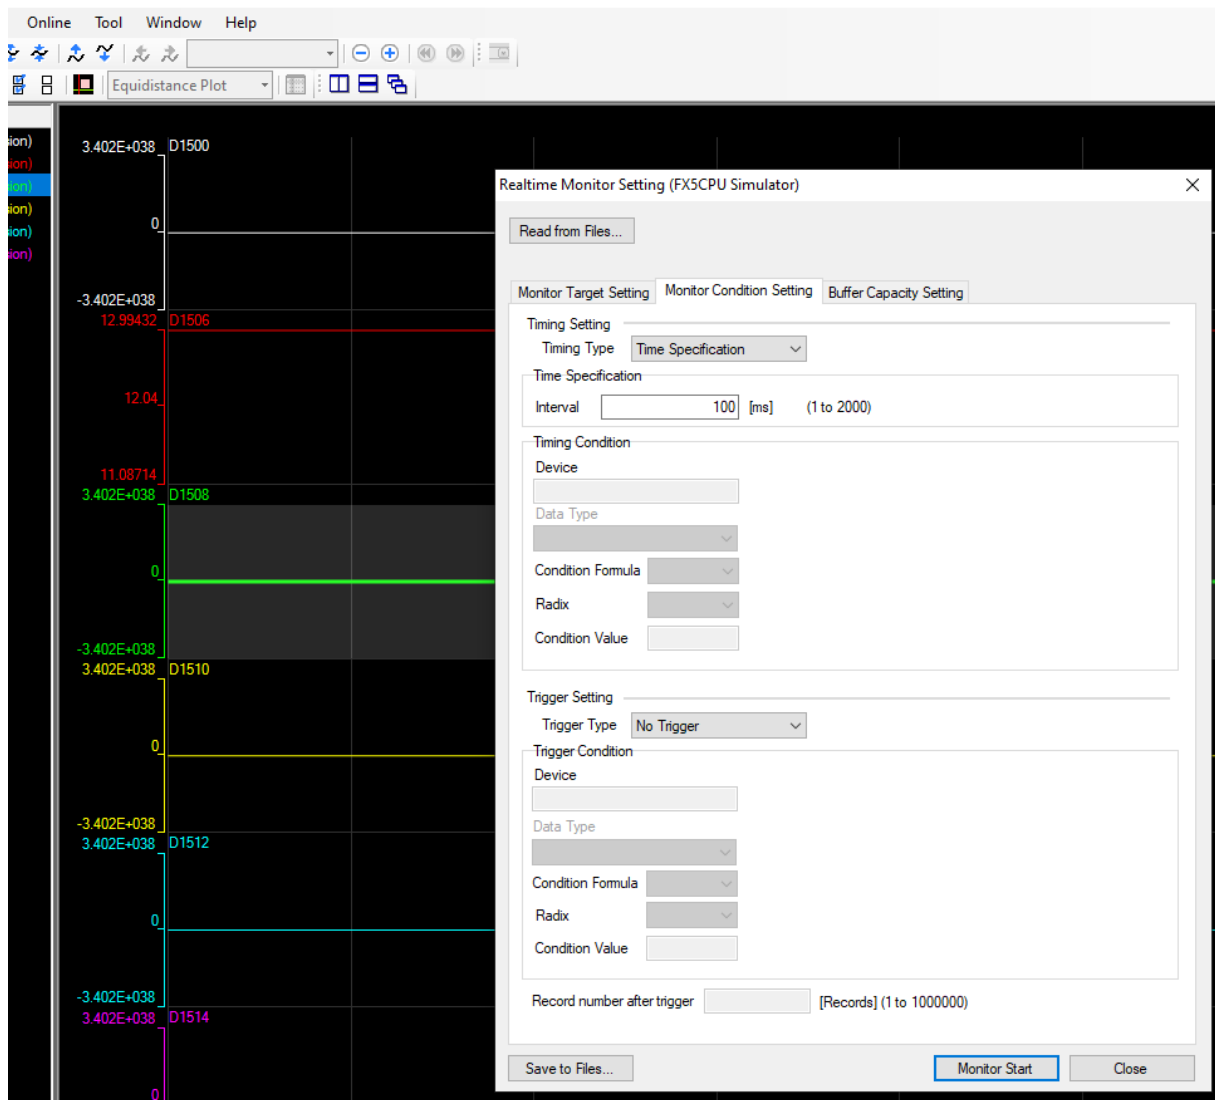 Online Tool Window Help
Equidistance Plot
sion)
sion)
sion)
sion)
sion)
sion)
3.402E+038 D1500
0
-3.402E+038
12.99432 D1506
12.04
11.08714
3.402E+038 D1508
0
-3.402E+038
3.402E+038 D1510
0
-3.402E+038
3.402E+038 D1512
0
-3.402E+038
3.402E+038 D1514
0
Realtime Monitor Setting (FX5CPU Simulator)
Read from Files...
Monitor Target Setting Monitor Condition Setting Buffer Capacity Setting
Timing Setting
Timing Type Time Specification
Time Specification
Interval 100 [ms] (1 to 2000)
Timing Condition
Device
Data Type
Condition Formula
Radix
Condition Value
Trigger Setting
Trigger Type No Trigger
Trigger Condition
Device
Data Type
Condition Formula
Radix
Condition Value
Record number after trigger [Records] (1 to 1000000)
Save to Files... Monitor Start Close